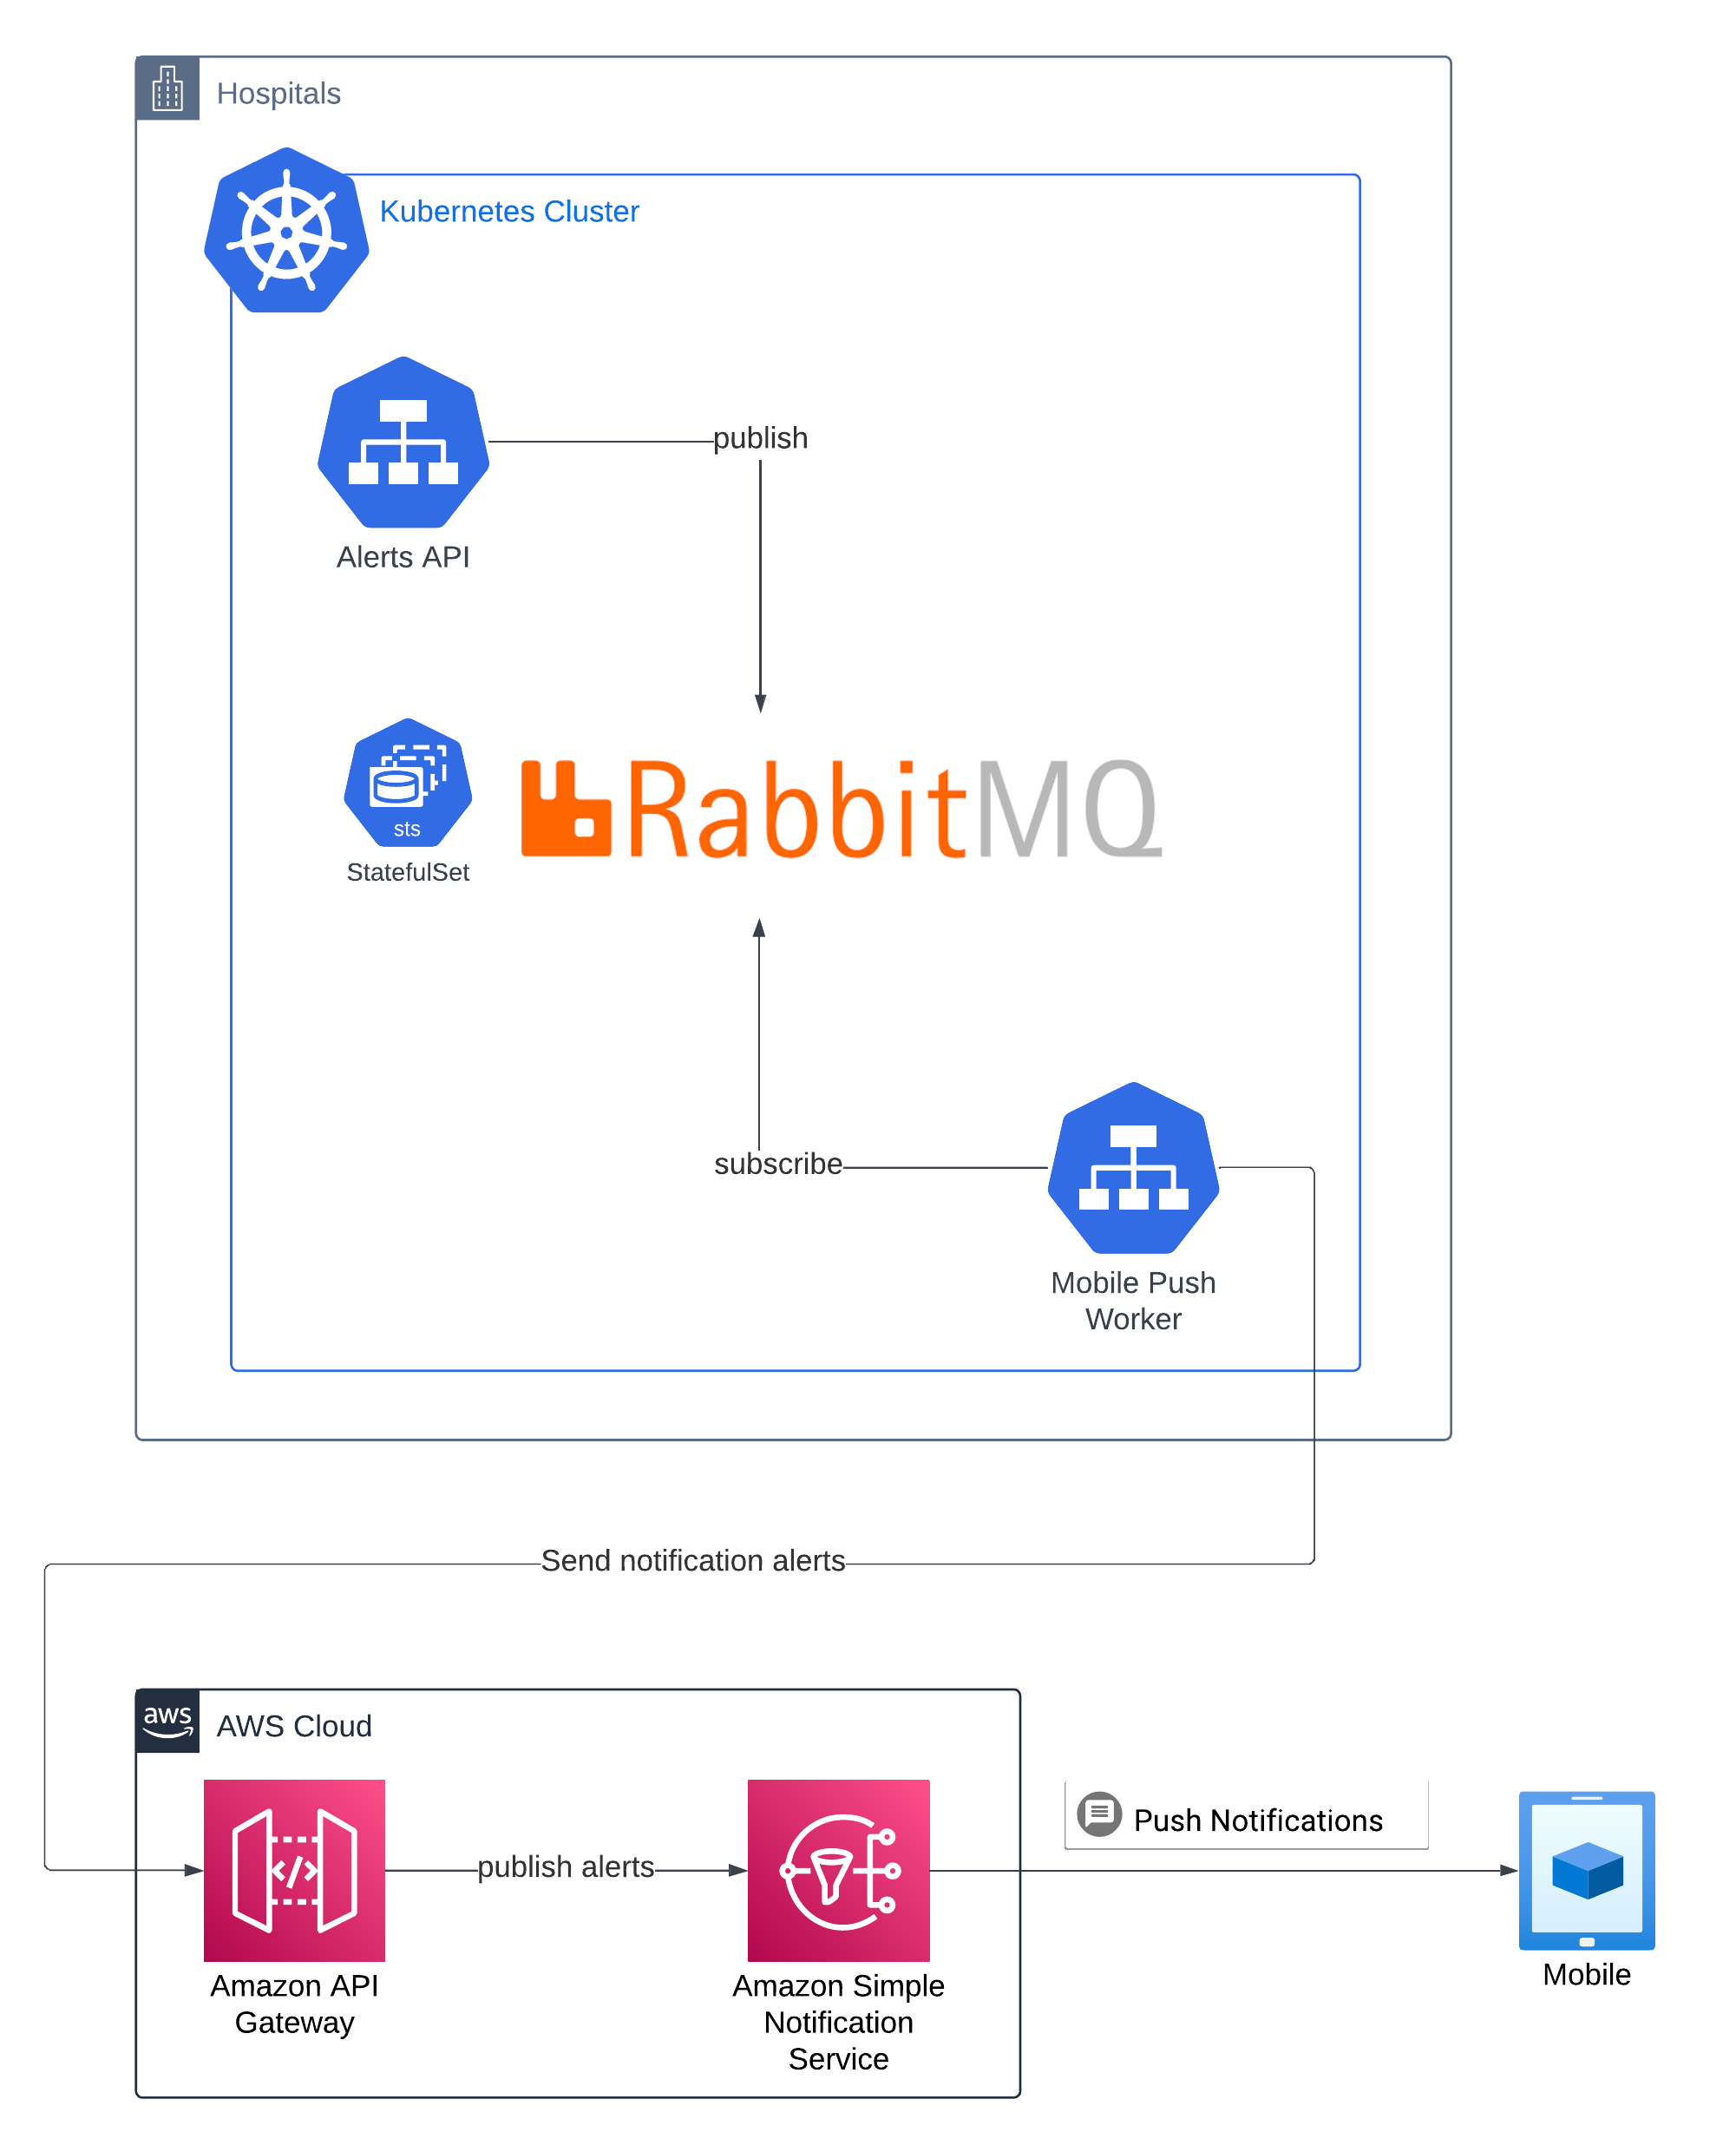 Hospitals
Kubernetes Cluster
publish
Alerts API
RabbitMQ
sts
StatefulSet
subscribe
Mobile Push
Worker
Send notification alerts
aws
AWS Cloud
Push Notifications
publish alerts
Amazon API
Gateway
Amazon Simple
Notification
Service
Mobile